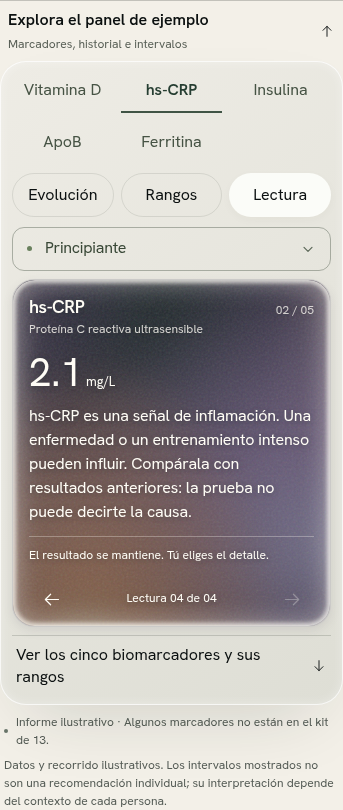 Explora el panel de ejemplo
Marcadores, historial e intervalos
Vitamina D
hs-CRP
Insulina
ApoB
Ferritina
Evolución
Rangos
Lectura
Principiante
hs-CRP
02 / 05
Proteína C reactiva ultrasensible
2.1 mg/L
hs-CRP es una señal de inflamación. Una
enfermedad o un entrenamiento intenso
pueden influir. Compárala con
resultados anteriores: la prueba no
puede decirte la causa.
El resultado se mantiene. Tú eliges el detalle.
Lectura 04 de 04
Ver los cinco biomarcadores y sus
rangos
Informe ilustrativo · Algunos marcadores no están en el kit
de 13.
Datos y recorrido ilustrativos. Los intervalos mostrados no
son una recomendación individual; su interpretación depende
del contexto de cada persona.